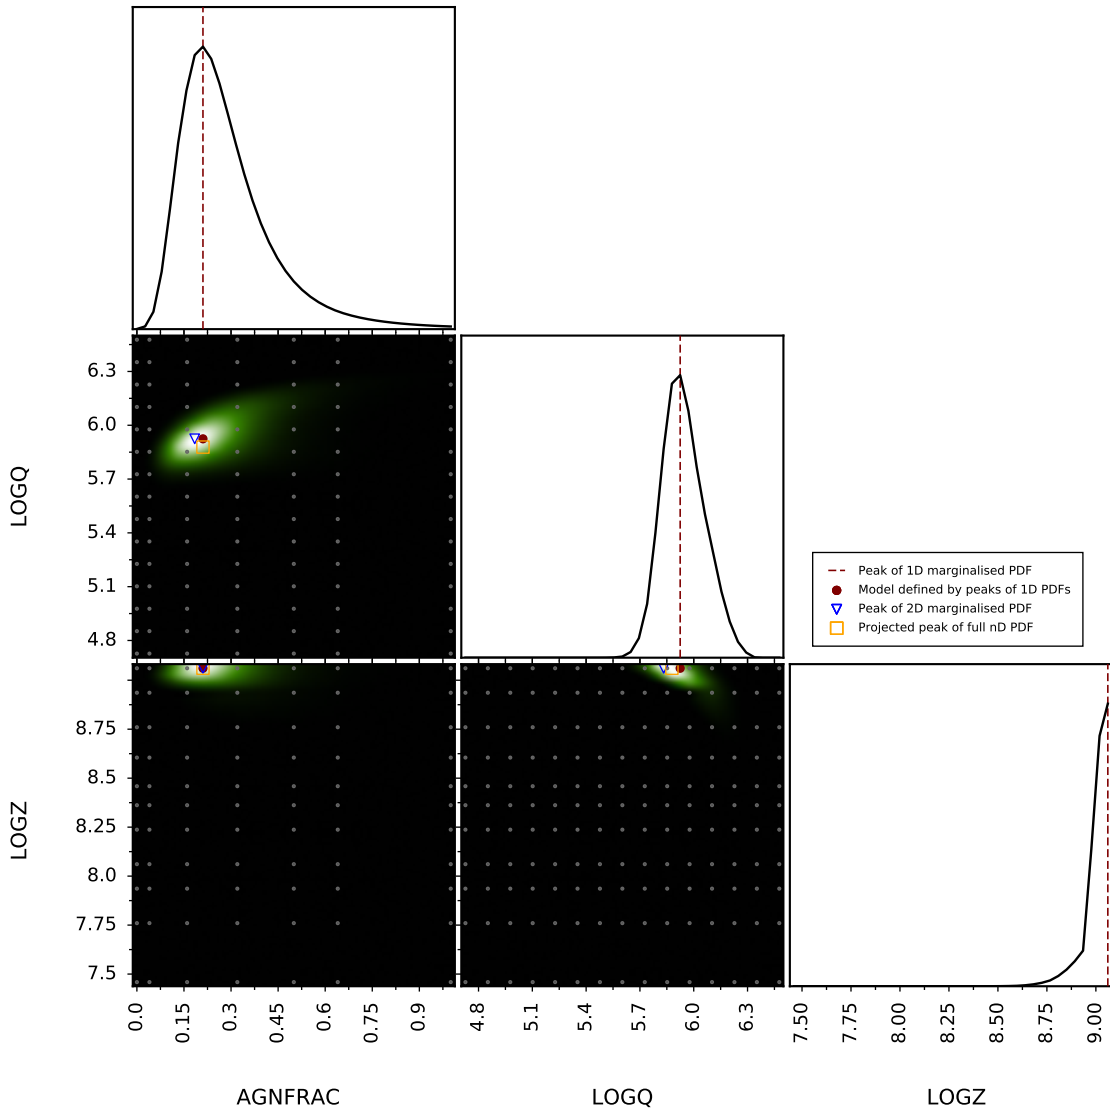 6.3
6.0
5.7
5.4
5.1
4.8
LOGQ
Peak of 1D marginalised PDF
Model defined by peaks of 1D PDFs
Peak of 2D marginalised PDF
Projected peak of full nD PDF
8.75
8.5
8.25
8.0
7.75
7.5
LOGZ
0.0 0.15 0.3 0.45 0.6 0.75 0.9
4.8 5.1 5.4 5.7 6.0 6.3
7.50 7.75 8.00 8.25 8.50 8.75 9.00
AGNFRAC
LOGQ
LOGZ